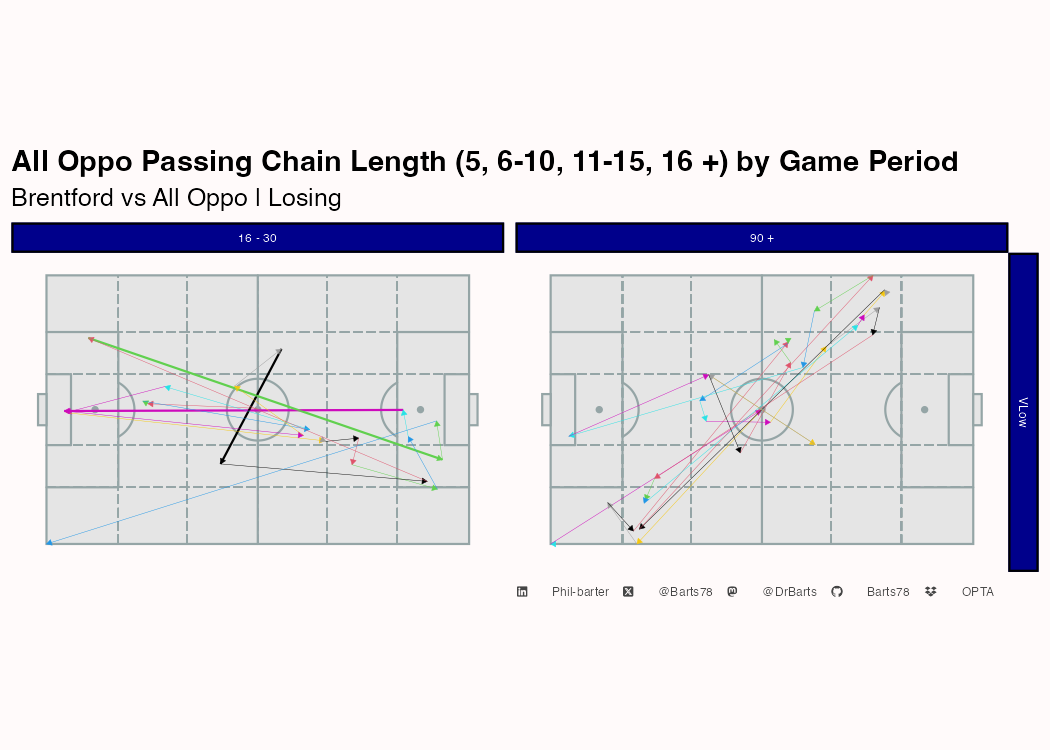 All Oppo Passing Chain Length (5, 6-10, 11-15, 16 +) by Game Period
Brentford vs All Oppo | Losing
16 - 30
90 +
VLow
Phil-barter @Barts78 @DrBarts Barts78 OPTA